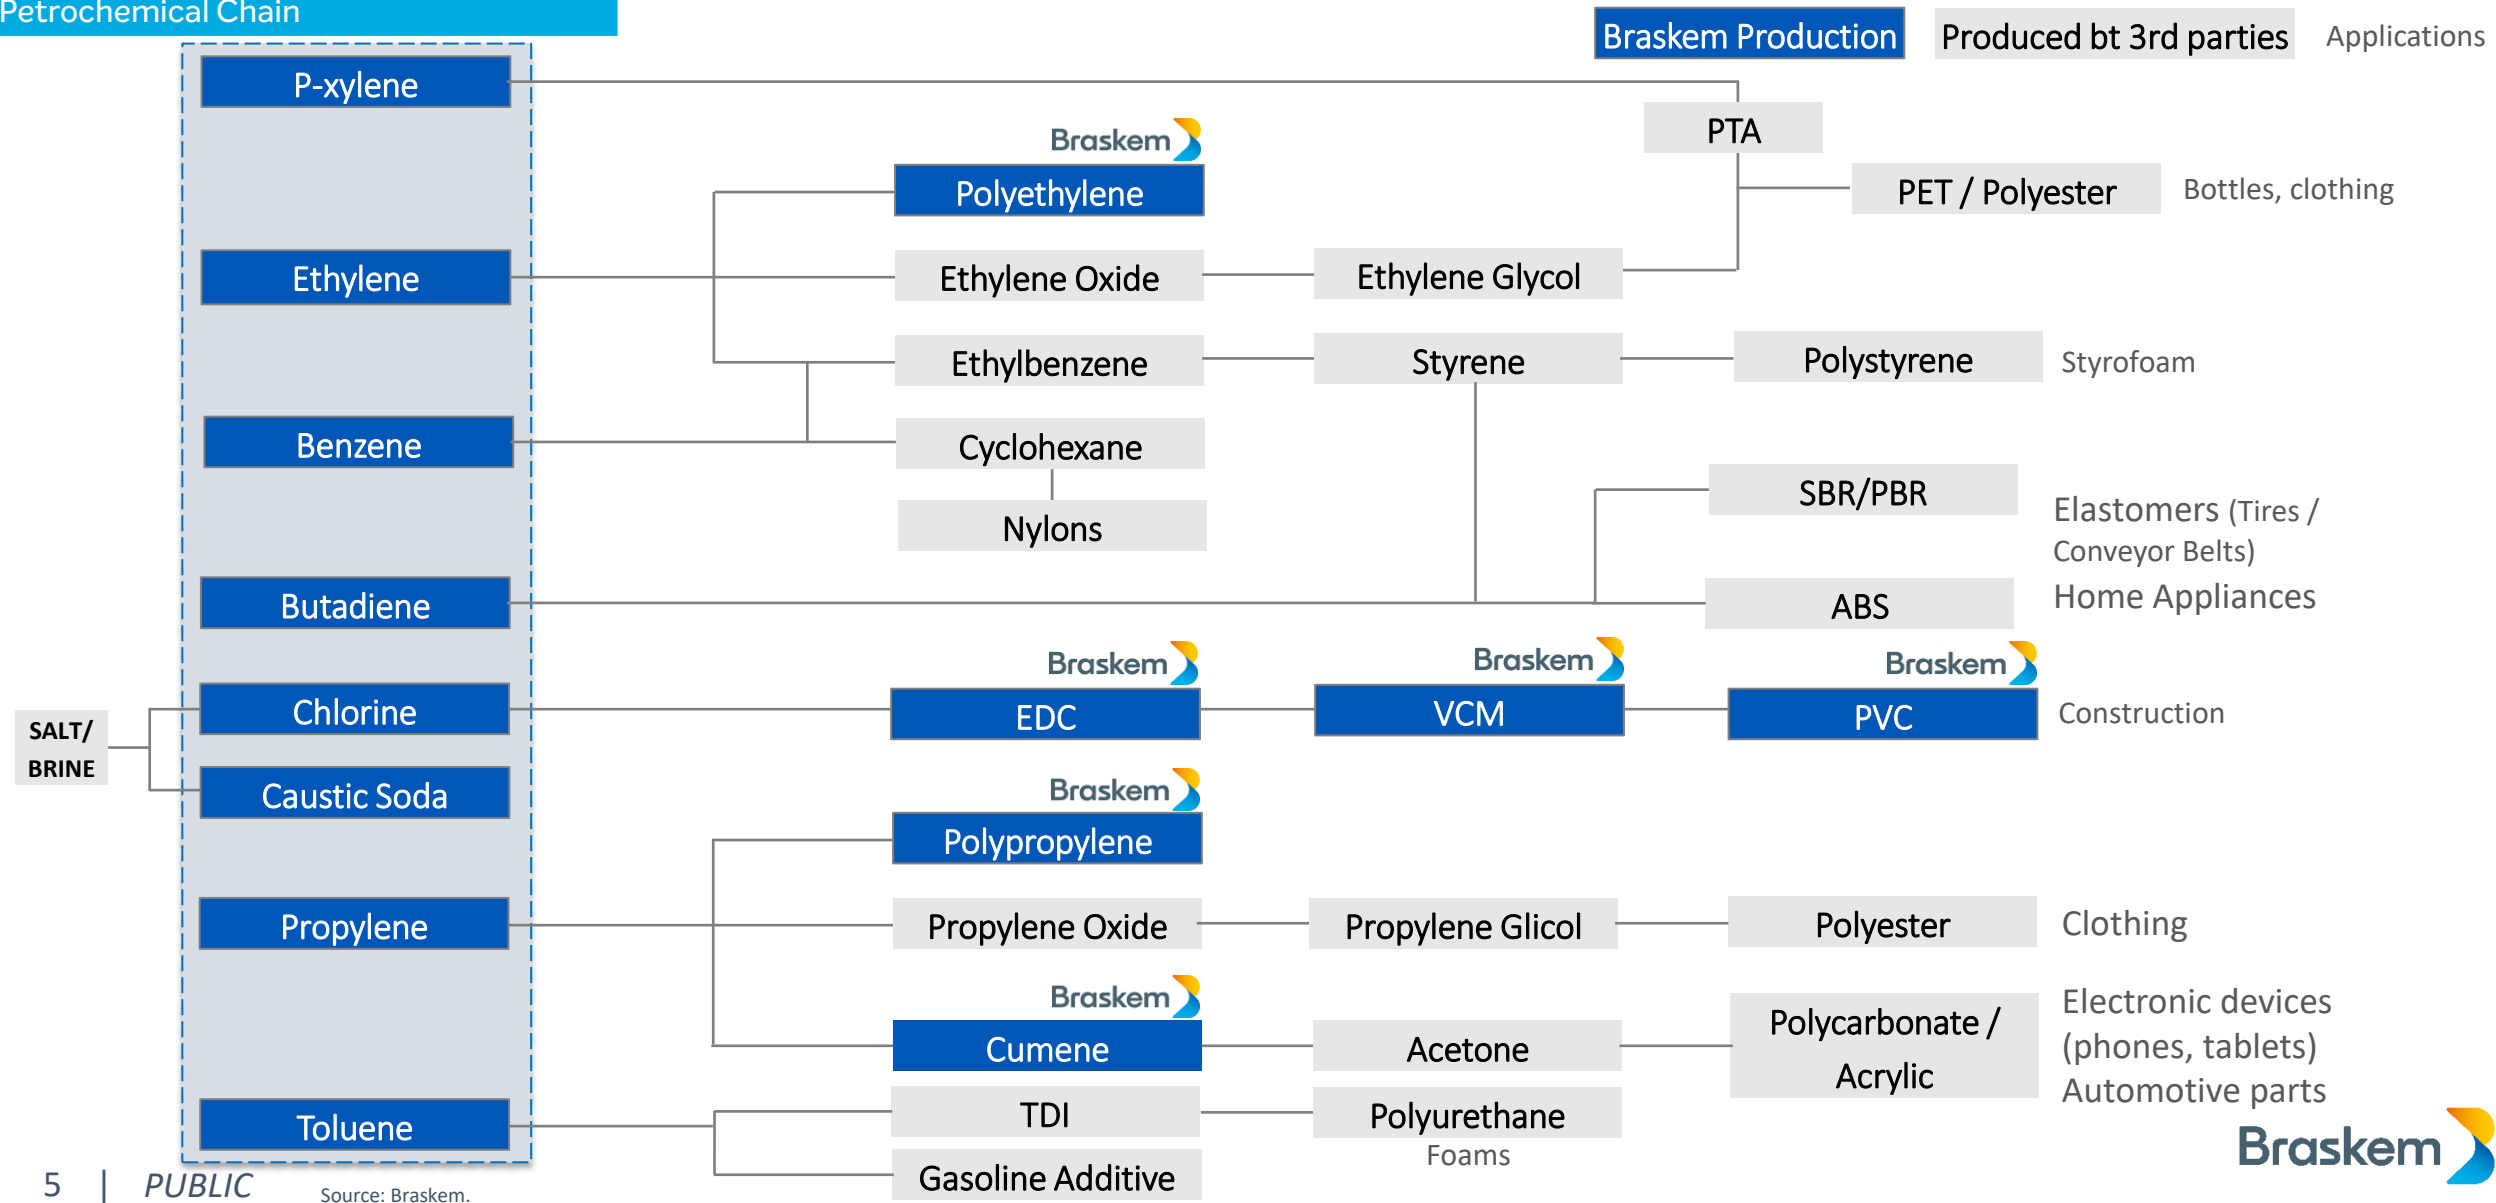 Petrochemical Chain
Braskem Production
Produced bt 3rd parties
Applications
P-xylene
PTA
Braskem
Polyethylene
PET / Polyester
Bottles, clothing
Ethylene
Ethylene Oxide
Ethylene Glycol
Ethylbenzene
Styrene
Polystyrene
Styrofoam
Benzene
Cyclohexane
Nylons
SBR/PBR
Elastomers (Tires /
Conveyor Belts)
Butadiene
ABS
Home Appliances
Braskem
Braskem
Braskem
SALT/
BRINE
Chlorine
EDC
VCM
PVC
Construction
Caustic Soda
Braskem
Polypropylene
Propylene
Propylene Oxide
Propylene Glicol
Polyester
Clothing
Braskem
Cumene
Acetone
Polycarbonate /
Acrylic
Electronic devices
(phones, tablets)
Automotive parts
Toluene
TDI
Polyurethane
Foams
Gasoline Additive
Braskem
5 | PUBLIC
Source: Braskem.